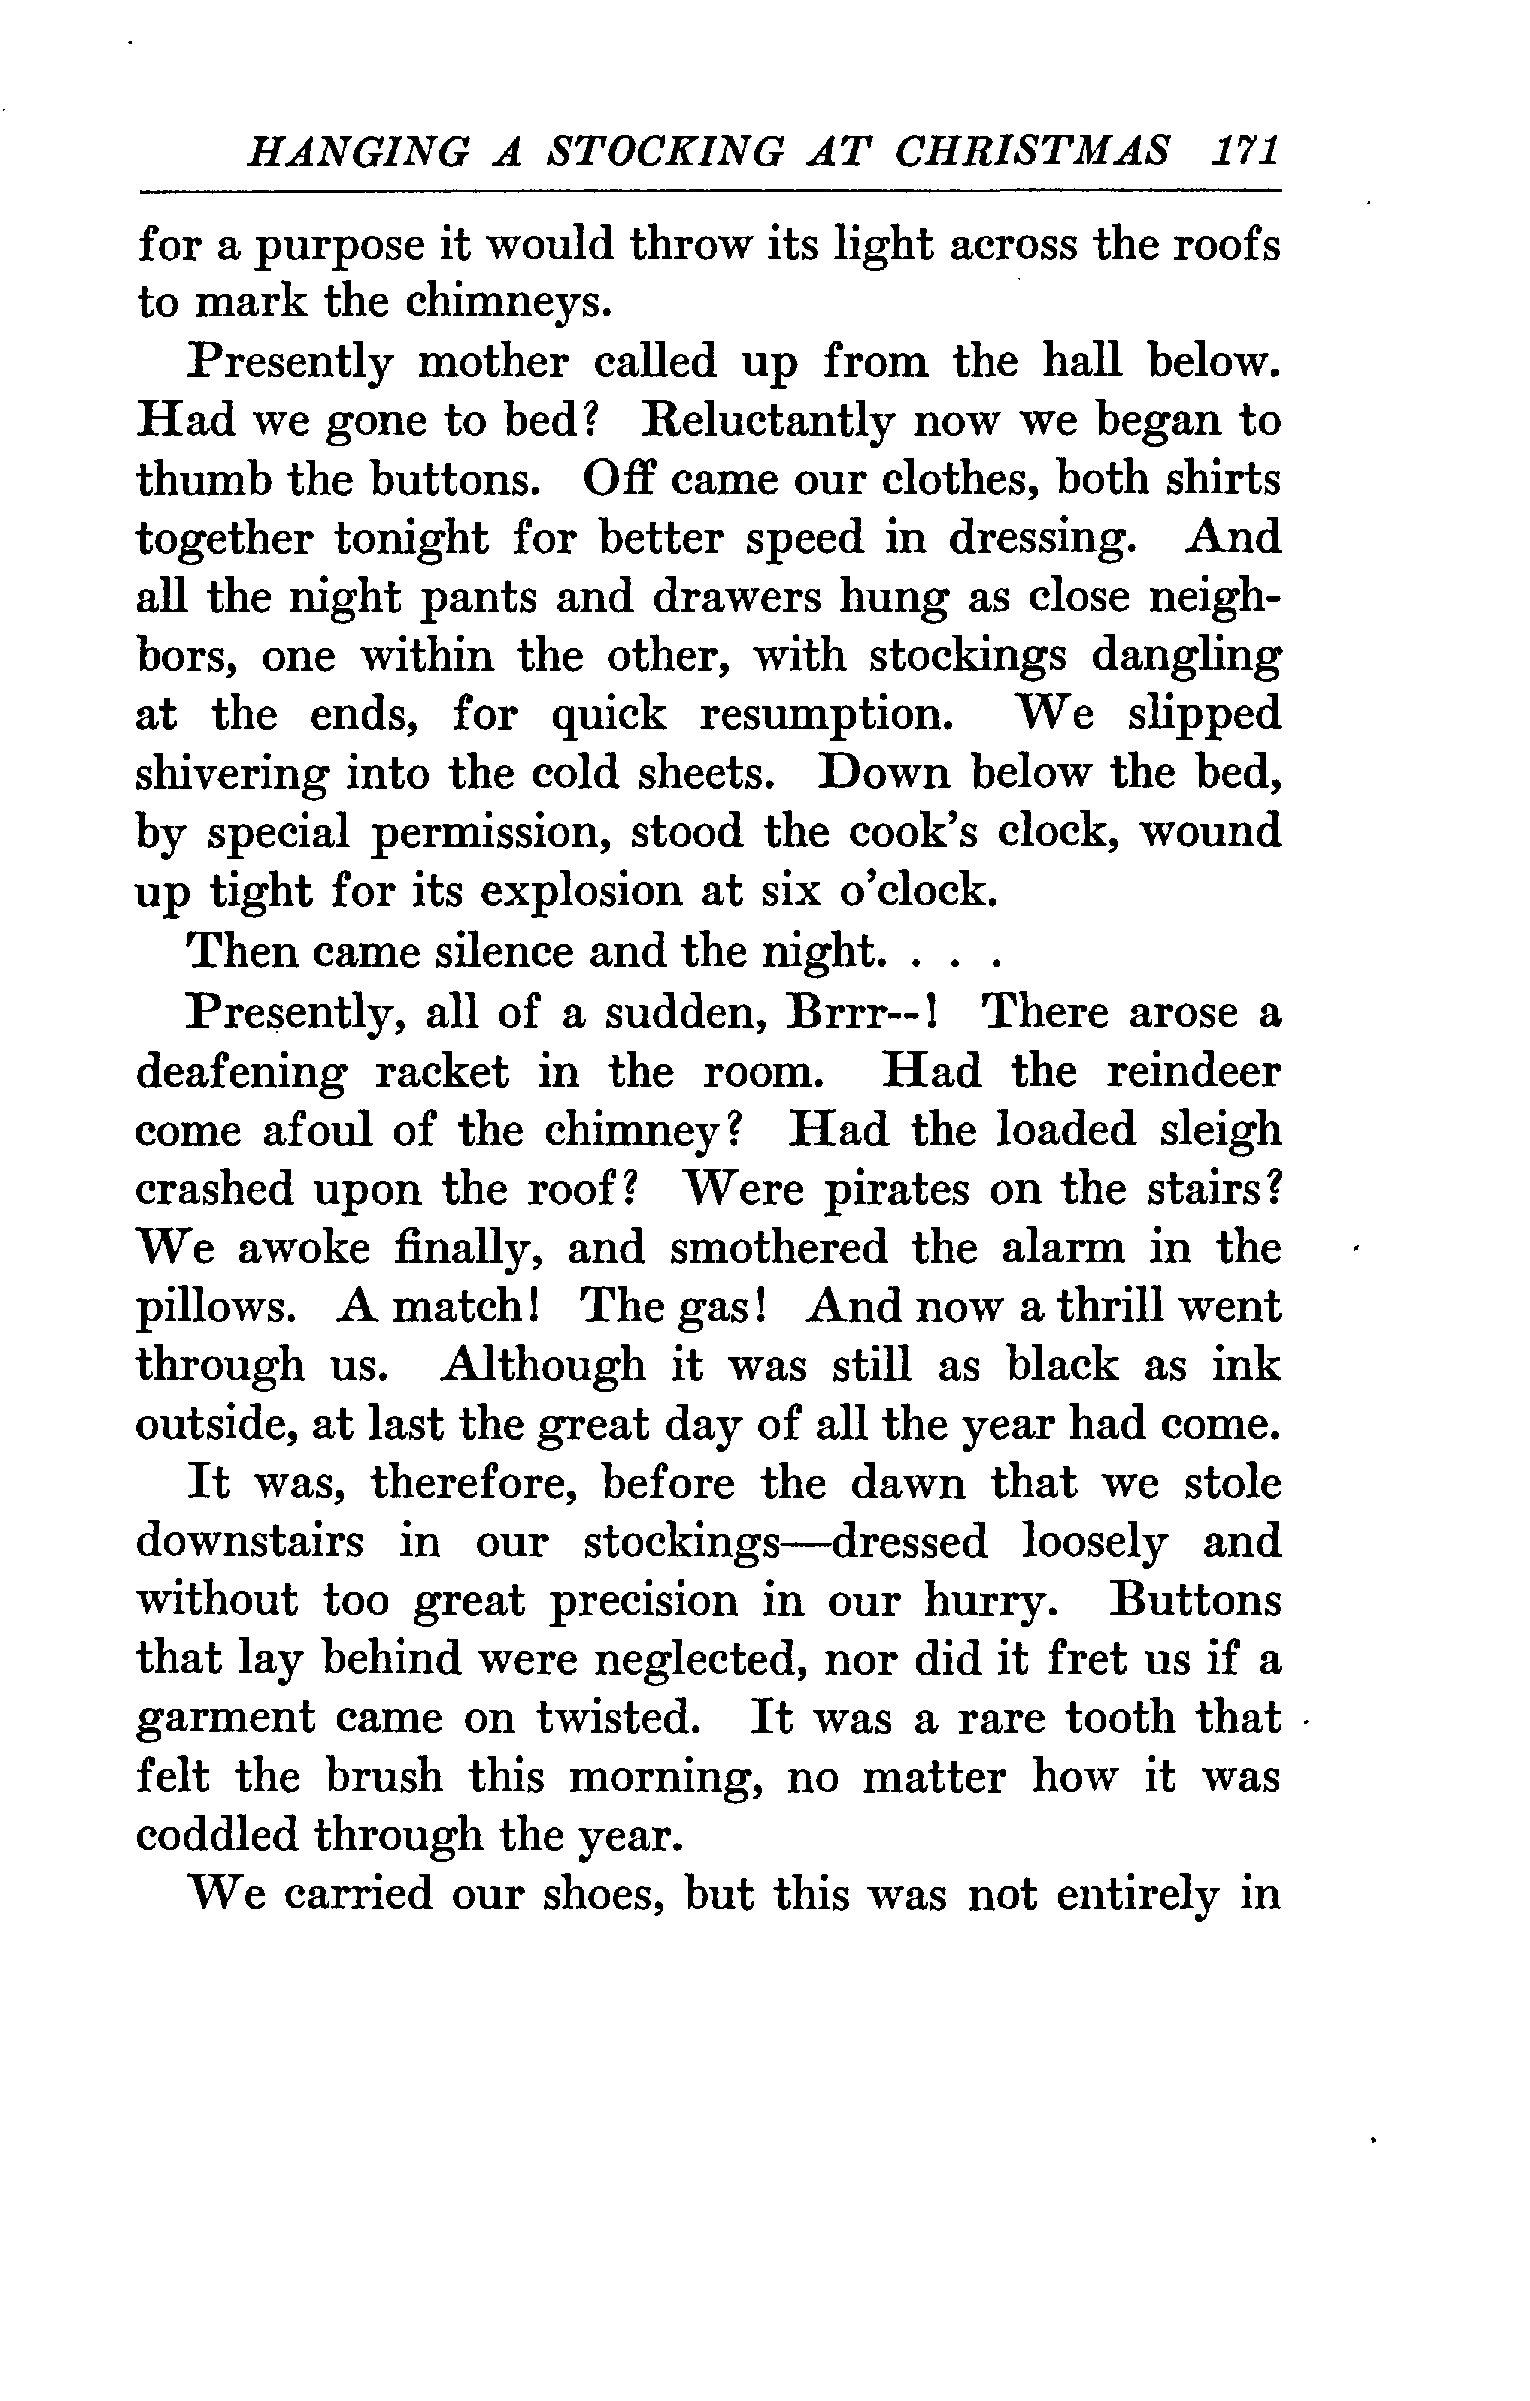 HANGING A STOCKING AT CHRISTMAS 171
for a purpose it would throw its light across the roofs
to mark the chimneys.
Presently mother called up from the hall below.
Had we gone to bed? Reluctantly now we began to
thumb the buttons. Off came our clothes, both shirts
together tonight for better speed in dressing. And
all the night pants and drawers hung as close neigh-
bors, one within the other, with stockings dangling
at the ends, for quick resumption. We slipped
shivering into the cold sheets. Down below the bed,
by special permission, stood the cook's clock, wound
up tight for its explosion at six o'clock.
Then came silence and the night. . . .
Presently, all of a sudden, Brrr--! There arose a
deafening racket in the room. Had the reindeer
come afoul of the chimney? Had the loaded sleigh
crashed upon the roof? Were pirates on the stairs?
We awoke finally, and smothered the alarm in the
pillows. A match! The gas! And now a thrill went
through us. Although it was still as black as ink
outside, at last the great day of all the year had come.
It was, therefore, before the dawn that we stole
downstairs in our stockings—dressed loosely and
without too great precision in our hurry. Buttons
that lay behind were neglected, nor did it fret us if a
garment came on twisted. It was a rare tooth that
felt the brush this morning, no matter how it was
coddled through the year.
We carried our shoes, but this was not entirely in